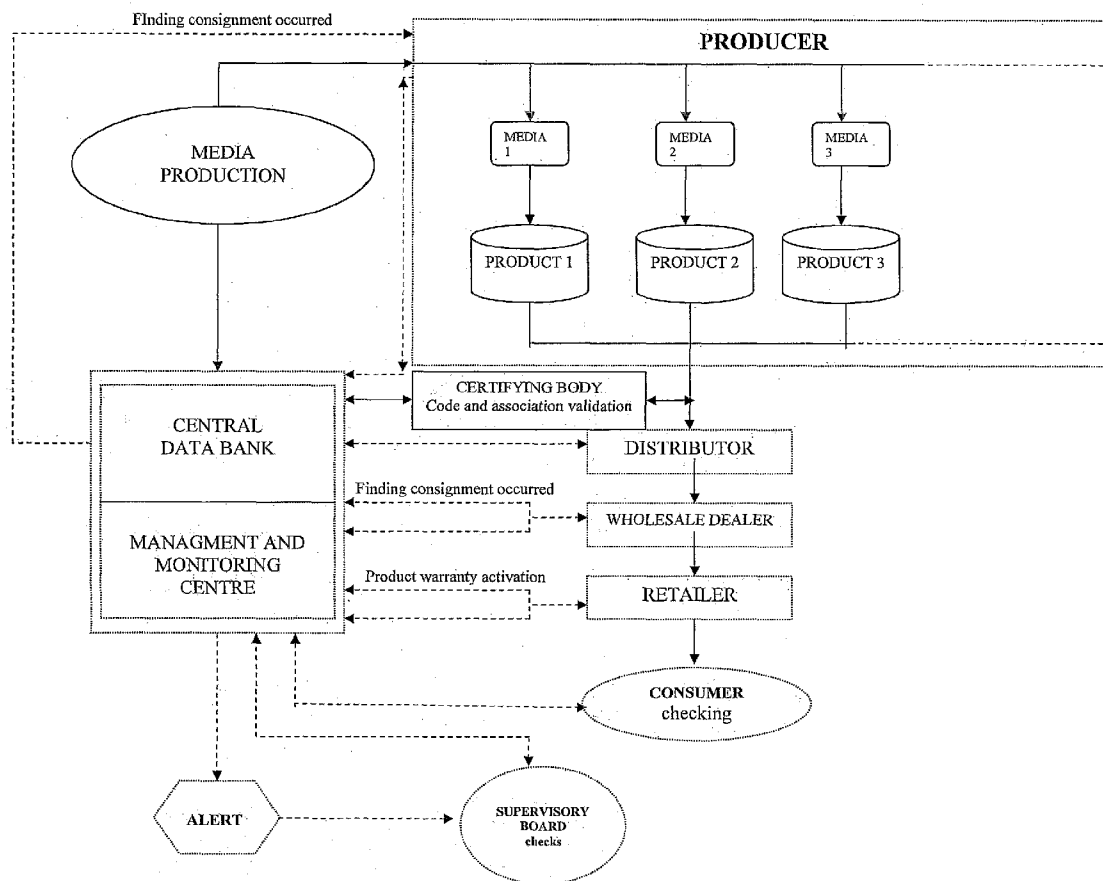 FInding consignment occurred
PRODUCER
MEDIA
PRODUCTION
MEDIA
1
MEDIA
2
MEDIA
3
PRODUCT 1
PRODUCT 2
PRODUCT 3
CERTIFYING BODY
Code and association validation
CENTRAL
DATA BANK
DISTRIBUTOR
Finding consignment occurred
WHOLESALE DEALER
MANAGMENT AND
MONITORING
CENTRE
Product warranty activation
RETAILER
CONSUMER
checking
ALERT
SUPERVISORY
BOARD
checks